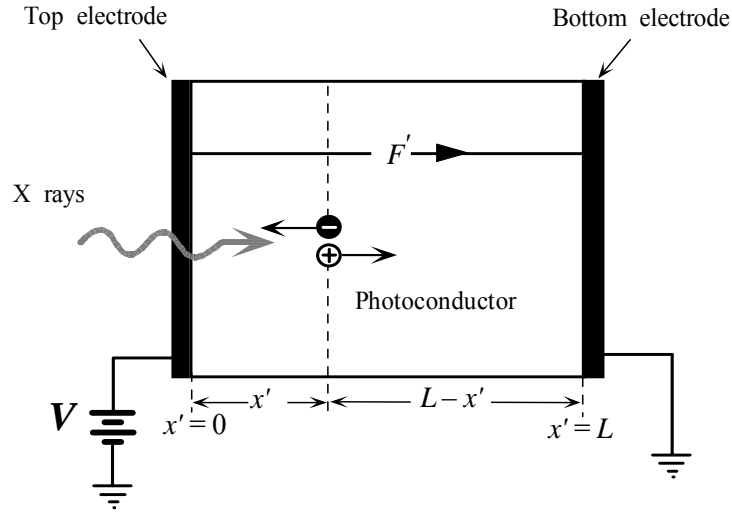 Top electrode
Bottom electrode
F′
X rays
−
+
Photoconductor
V
x′
L − x′
x′ = 0
x′ = L